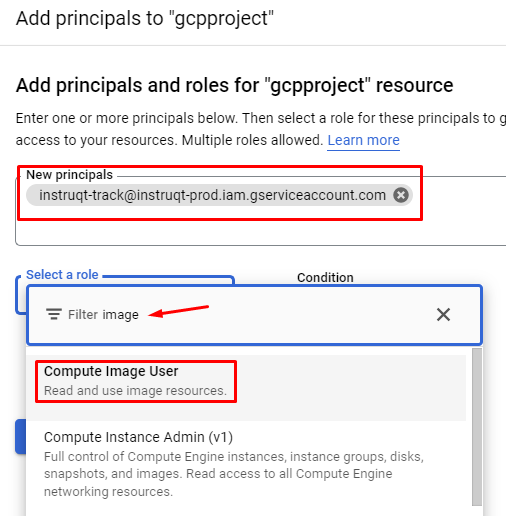 Add principals to "gcpproject"
Add principals and roles for "gcpproject" resource
Enter one or more principals below. Then select a role for these principals to g
access to your resources. Multiple roles allowed. Learn more
New principals
instruqt-track@instruqt-prod.iam.gserviceaccount.com
Select a role
Condition
Filter image
Compute Image User
Read and use image resources.
Compute Instance Admin (v1)
Full control of Compute Engine instances, instance groups, disks,
snapshots, and images. Read access to all Compute Engine
networking resources.